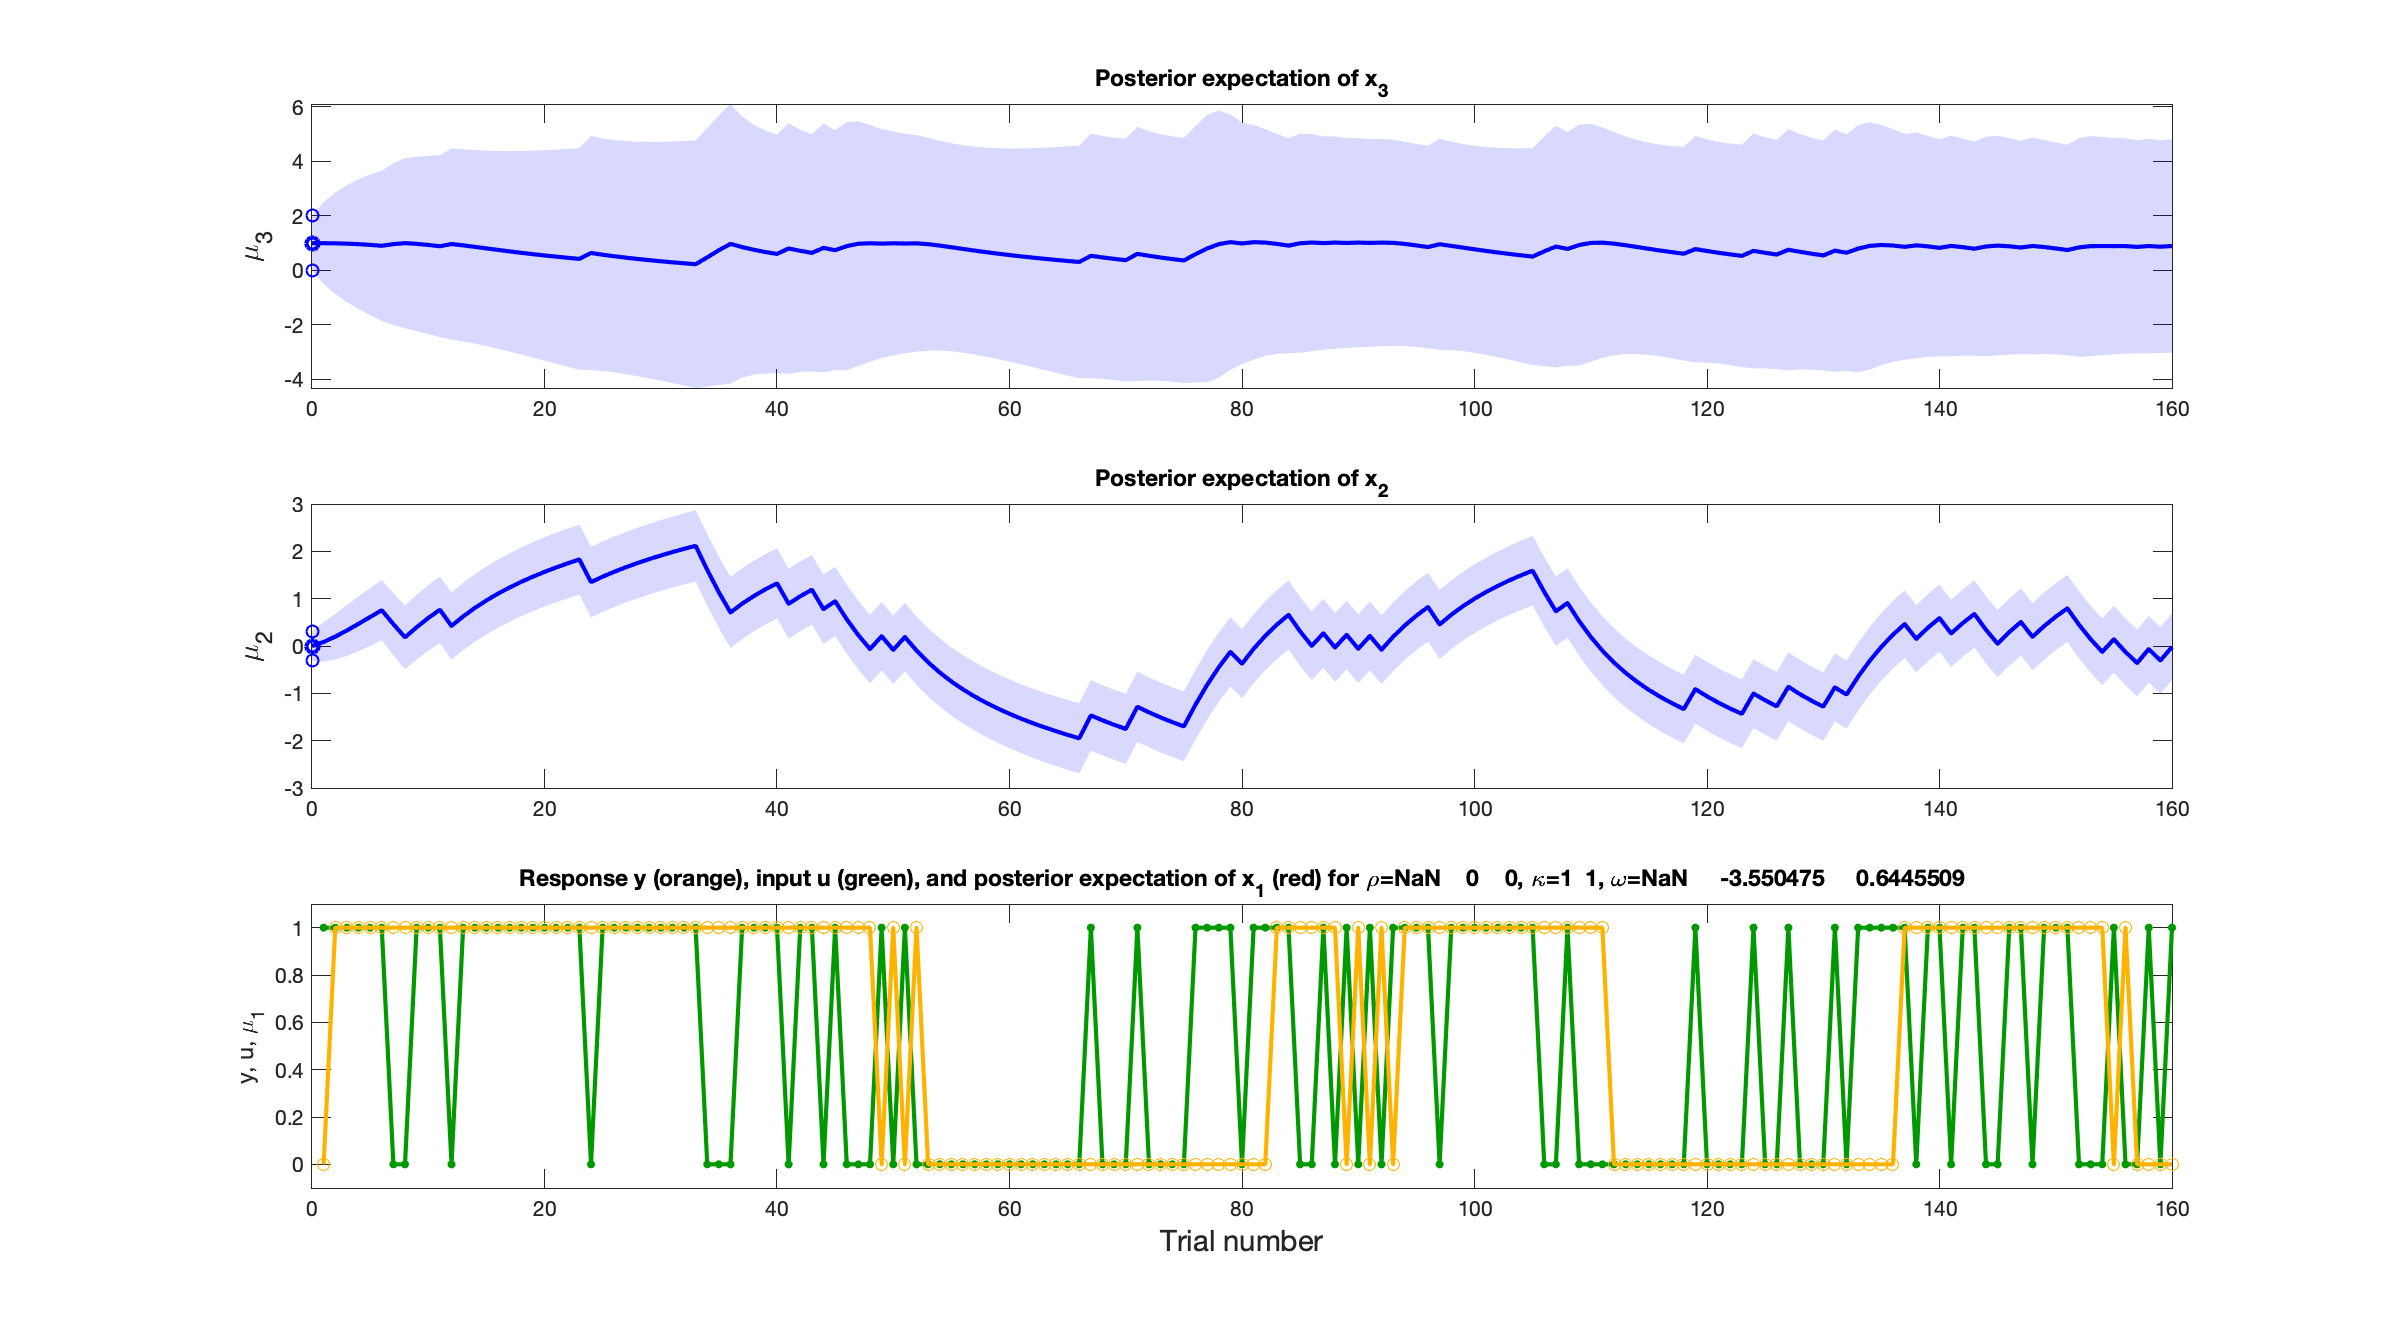 Posterior expectation of x3
μ3
6
4
2
0
-2
-4
0 20 40 60 80 100 120 140 160
Posterior expectation of x2
μ2
3
2
1
0
-1
-2
-3
0 20 40 60 80 100 120 140 160
Response y (orange), input u (green), and posterior expectation of x1 (red) for ρ=NaN 0 0, κ=1 1, ω=NaN -3.550475 0.6445509
y, u, μ1
1
0.8
0.6
0.4
0.2
0
0 20 40 60 80 100 120 140 160
Trial number